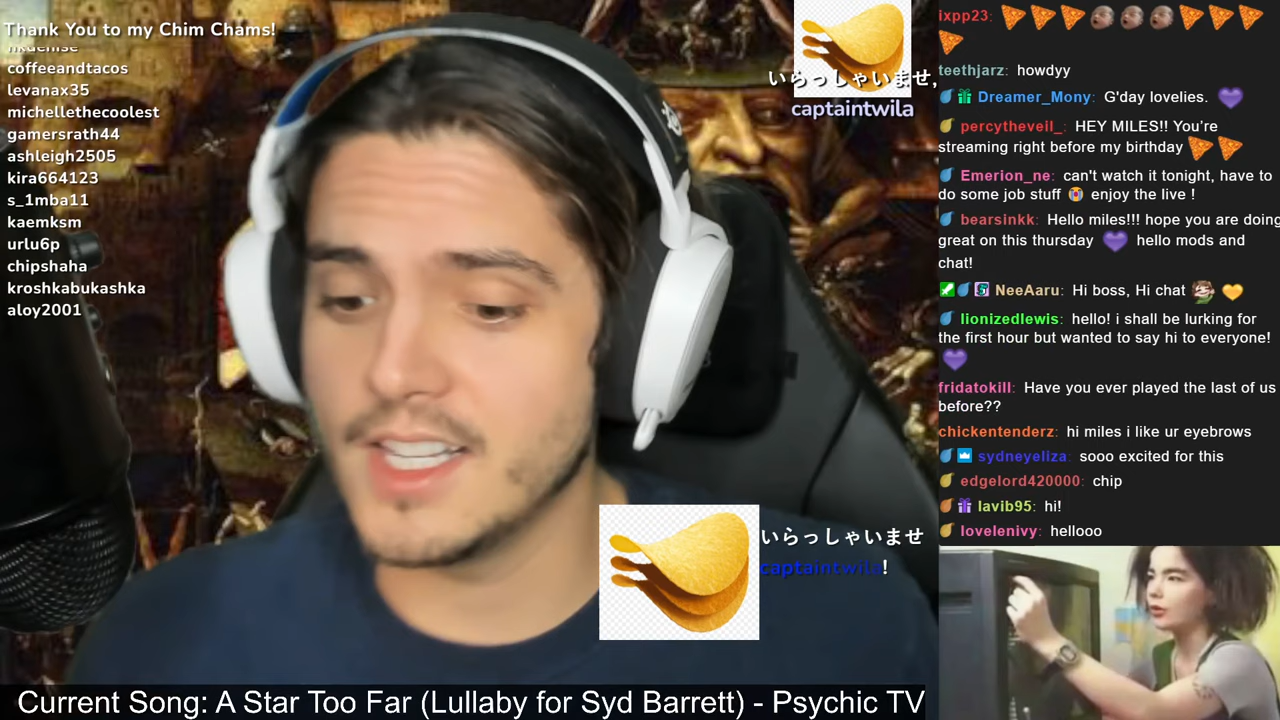 Thank You to my Chim Chams!
coffeeandtacos
levanax35
michellethecoolest
gamersrath44
ashleigh2505
kira664123
s_1mba11
kaemksm
urlu6p
chipshaha
kroshkabukashka
aloy2001
いらっしゃいませ,
captaintwila
いらっしゃいませ
captaintwila!
ixpp23:
teethjarz: howdyy
Dreamer_Mony: G'day lovelies.
percytheveil_: HEY MILES!! You're
streaming right before my birthday
Emerion_ne: can't watch it tonight, have to
do some job stuff enjoy the live !
bearsinkk: Hello miles!!! hope you are doing
great on this thursday hello mods and
chat!
NeeAaru: Hi boss, Hi chat
lionizedlewis: hello! i shall be lurking for
the first hour but wanted to say hi to everyone!
fridatokill: Have you ever played the last of us
before??
chickentenderz: hi miles i like ur eyebrows
sydneyeliza: sooo excited for this
edgelord420000: chip
lavib95: hi!
lovelenivy: hellooo
Current Song: A Star Too Far (Lullaby for Syd Barrett) - Psychic TV